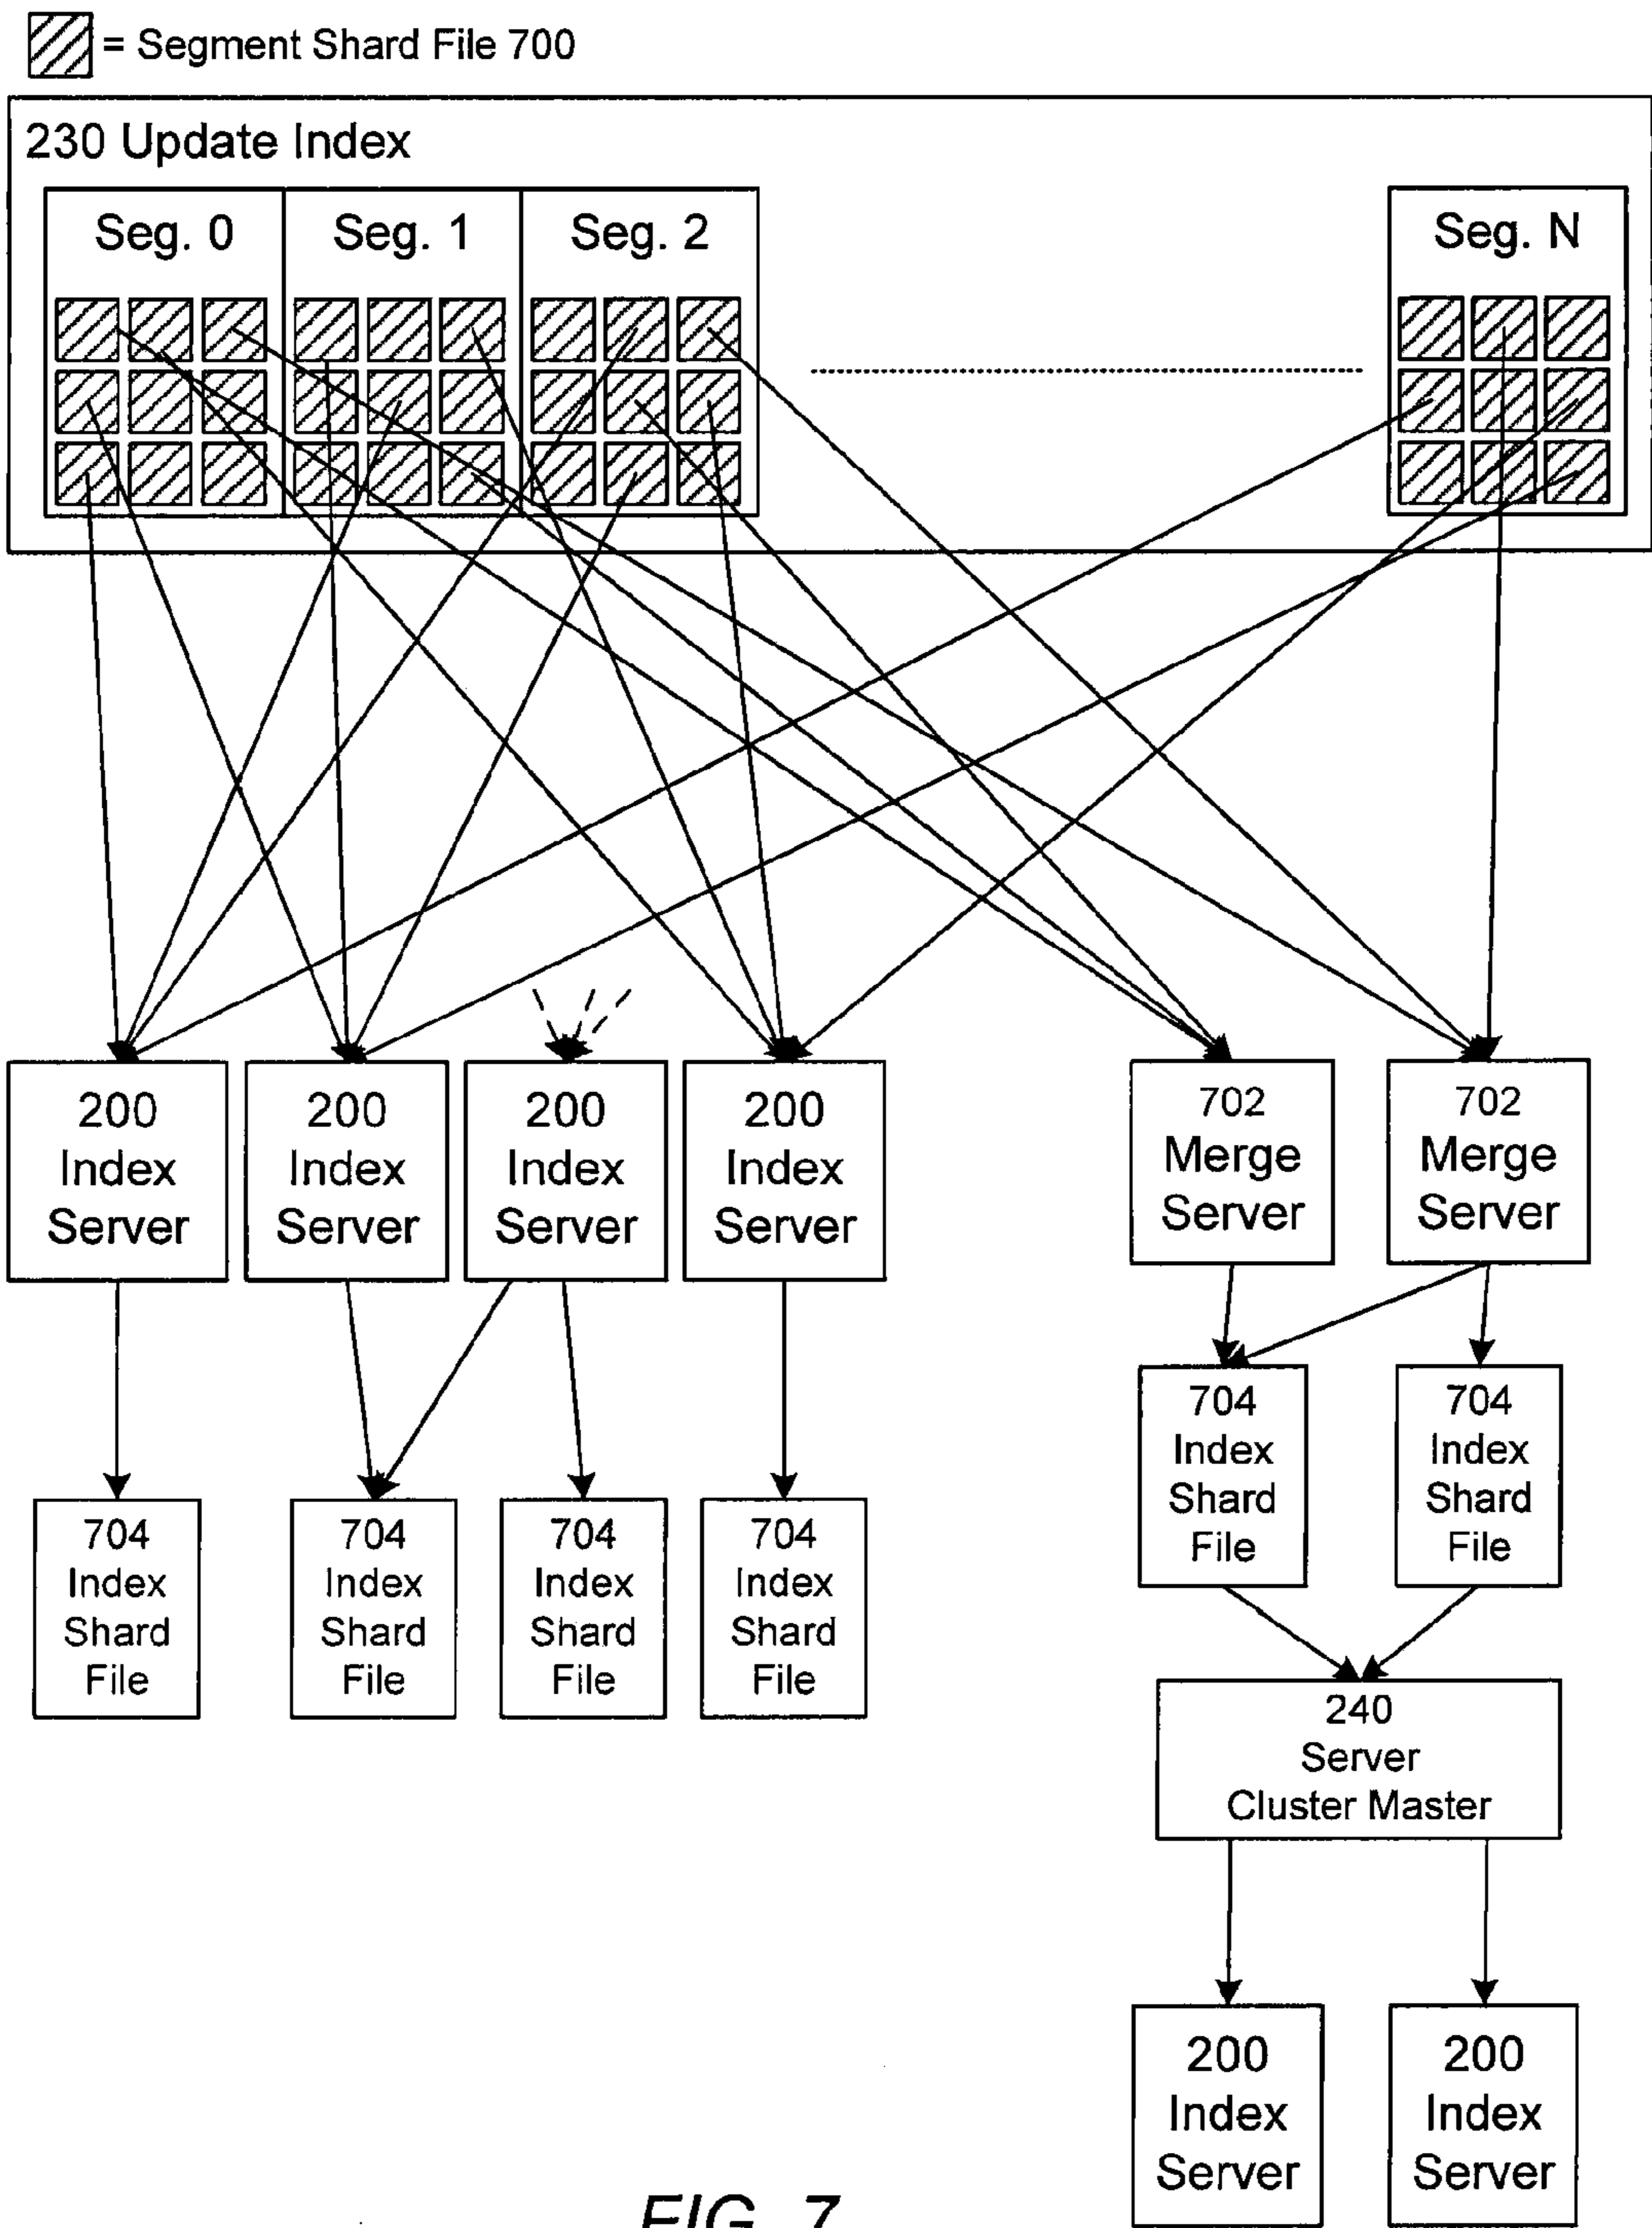 = Segment Shard File 700
230 Update Index
Seg. 0
Seg. 1
Seg. 2
Seg. N
200
Index
Server
200
Index
Server
200
Index
Server
200
Index
Server
702
Merge
Server
702
Merge
Server
704
Index
Shard
File
704
Index
Shard
File
704
Index
Shard
File
704
Index
Shard
File
704
Index
Shard
File
704
Index
Shard
File
240
Server
Cluster Master
200
Index
Server
200
Index
Server
FIG. 7